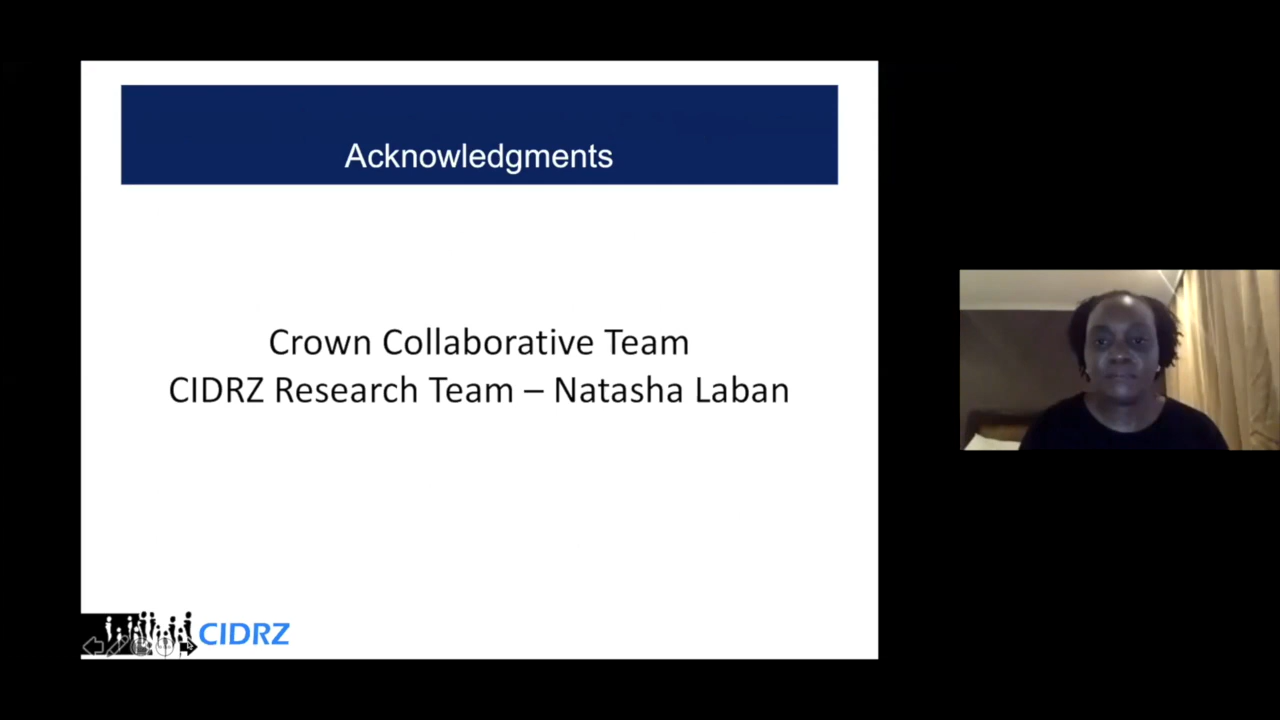 Acknowledgments
Crown Collaborative Team
CIDRZ Research Team – Natasha Laban
CIDRZ